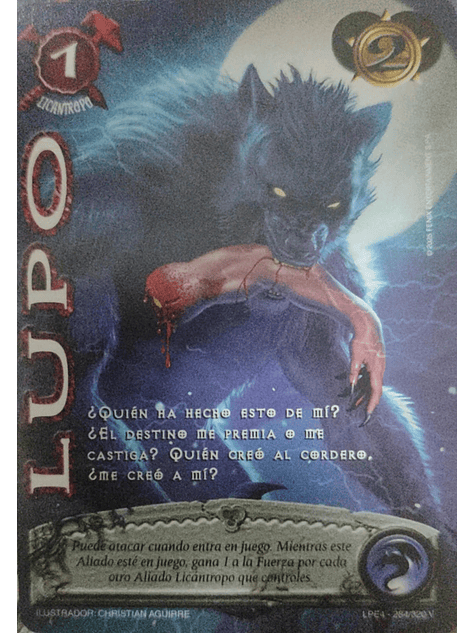 1
LICÁNTROPO
2
LUPO
¿Quién ha hecho esto de mí?
¿El destino me premia o me
castiga? Quién creó al cordero,
¿me creó a mí?
Puede atacar cuando entra en juego. Mientras este
Aliado esté en juego, gana 1 a la Fuerza por cada
otro Aliado Licántropo que controles.
ILUSTRADOR: CHRISTIAN AGUIRRE